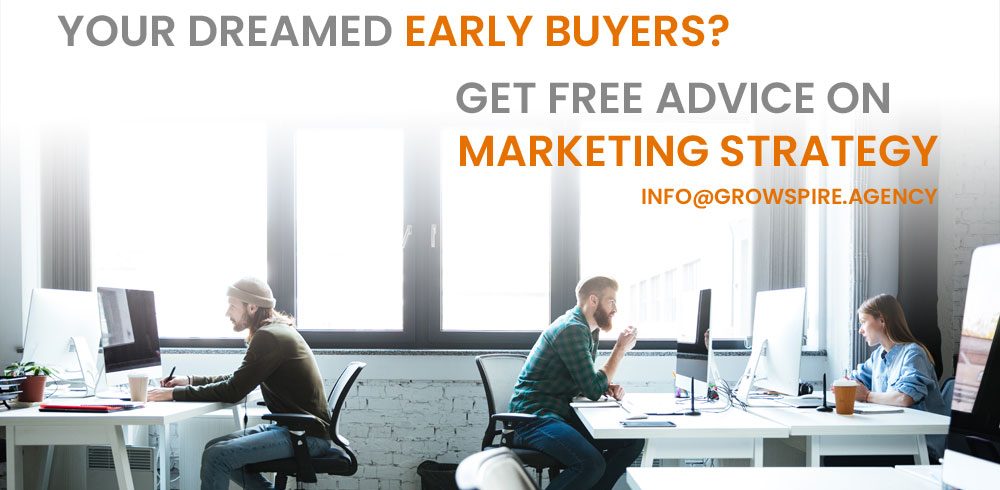 YOUR DREAMED EARLY BUYERS?
GET FREE ADVICE ON
MARKETING STRATEGY
INFO@GROWSPIRE.AGENCY